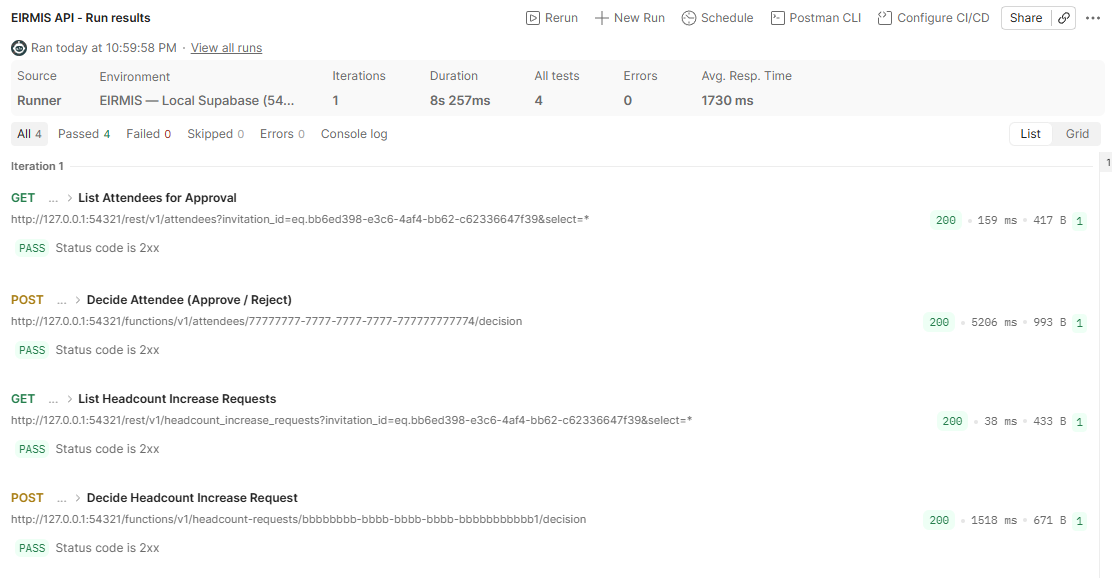 EIRMIS API - Run results
Rerun New Run Schedule Postman CLI Configure CI/CD Share
Ran today at 10:59:58 PM · View all runs
Source Environment Iterations Duration All tests Errors Avg. Resp. Time
Runner EIRMIS — Local Supabase (54... 1 8s 257ms 4 0 1730 ms
All 4 Passed 4 Failed 0 Skipped 0 Errors 0 Console log List Grid
Iteration 1
1
GET ... > List Attendees for Approval
http://127.0.0.1:54321/rest/v1/attendees?invitation_id=eq.bb6ed398-e3c6-4af4-bb62-c62336647f39&select=*
200 • 159 ms • 417 B 1
PASS Status code is 2xx
POST ... > Decide Attendee (Approve / Reject)
http://127.0.0.1:54321/functions/v1/attendees/77777777-7777-7777-7777-777777777774/decision
200 • 5206 ms • 993 B 1
PASS Status code is 2xx
GET ... > List Headcount Increase Requests
http://127.0.0.1:54321/rest/v1/headcount_increase_requests?invitation_id=eq.bb6ed398-e3c6-4af4-bb62-c62336647f39&select=*
200 • 38 ms • 433 B 1
PASS Status code is 2xx
POST ... > Decide Headcount Increase Request
http://127.0.0.1:54321/functions/v1/headcount-requests/bbbbbbbb-bbbb-bbbb-bbbb-bbbbbbbbbbb1/decision
200 • 1518 ms • 671 B 1
PASS Status code is 2xx